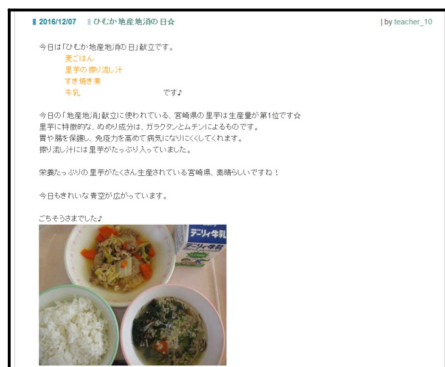 2016/12/07 ひむか地産地消の日☆ | by teacher_10
今日は「ひむか地産地消の日」献立です。
麦ごはん
里芋の擦り流し汁
すき焼き煮
牛乳 です♪
今日の「地産地消」献立に使われている、宮崎県の里芋は生産量が第1位です☆
里芋に特徴的な、ぬめり成分は、ガラクタンとムチンによるものです。
胃や腸を保護し、免疫力を高めて病気になりにくくしてくれます。
擦り流し汁には里芋がたっぷり入っていました。
栄養たっぷりの里芋がたくさん生産されている宮崎県、素晴らしいですね！
今日もきれいな青空が広がっています。
ごちそうさまでした♪
デーリィ牛乳